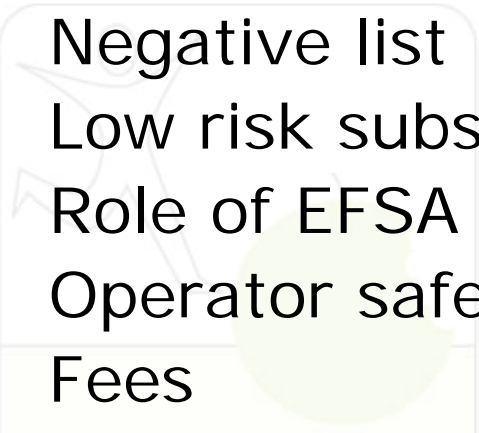 Negative list
Low risk subs
Role of EFSA
Operator safe
Fees